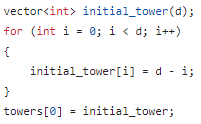 vector<int> initial_tower(d);
for (int i = 0; i < d; i++)
{
    initial_tower[i] = d - i;
}
towers[0] = initial_tower;